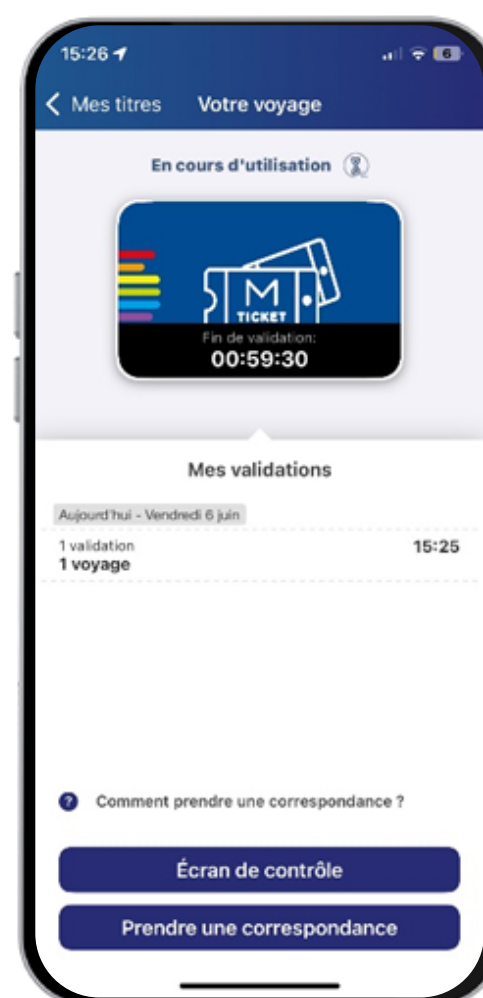 15:26
6
Mes titres Votre voyage
En cours d'utilisation
M
TICKET
Fin de validation:
00:59:30
Mes validations
Aujourd'hui - Vendredi 6 juin
1 validation 15:25
1 voyage
? Comment prendre une correspondance ?
Écran de contrôle
Prendre une correspondance